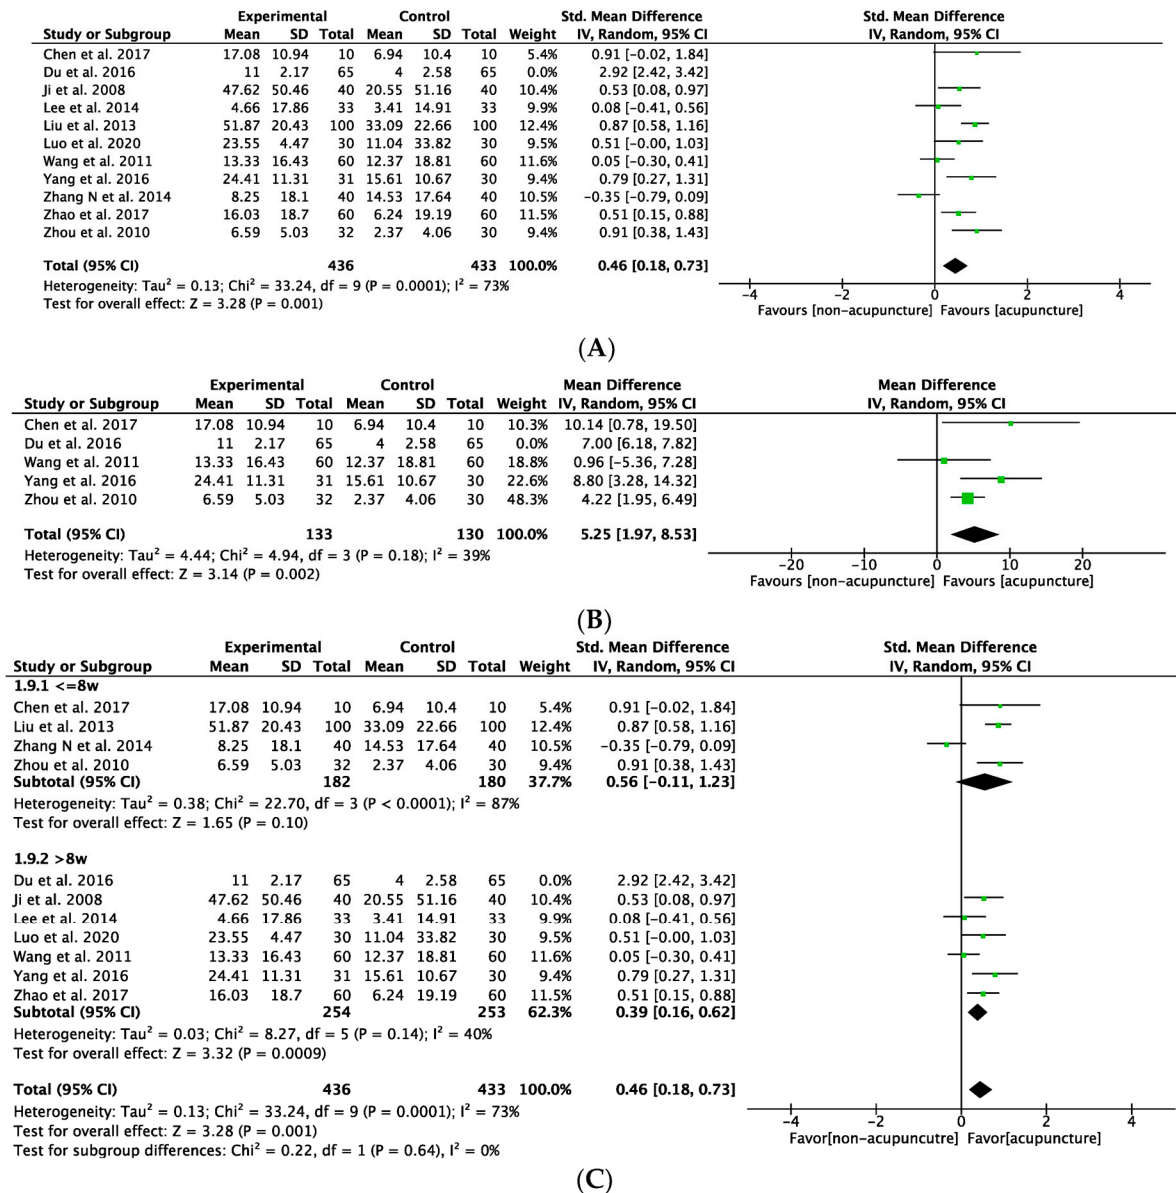 Experimental Control Std. Mean Difference Std. Mean Difference
Study or Subgroup Mean SD Total Mean SD Total Weight IV, Random, 95% CI IV, Random, 95% CI
Chen et al. 2017 17.08 10.94 10 6.94 10.4 10 5.4% 0.91 [−0.02, 1.84]
Du et al. 2016 11 2.17 65 4 2.58 65 0.0% 2.92 [2.42, 3.42]
Ji et al. 2008 47.62 50.46 40 20.55 51.16 40 10.4% 0.53 [0.08, 0.97]
Lee et al. 2014 4.66 17.86 33 3.41 14.91 33 9.9% 0.08 [−0.41, 0.56]
Liu et al. 2013 51.87 20.43 100 33.09 22.66 100 12.4% 0.87 [0.58, 1.16]
Luo et al. 2020 23.55 4.47 30 11.04 33.82 30 9.5% 0.51 [−0.00, 1.03]
Wang et al. 2011 13.33 16.43 60 12.37 18.81 60 11.6% 0.05 [−0.30, 0.41]
Yang et al. 2016 24.41 11.31 31 15.61 10.67 30 9.4% 0.79 [0.27, 1.31]
Zhang N et al. 2014 8.25 18.1 40 14.53 17.64 40 10.5% −0.35 [−0.79, 0.09]
Zhao et al. 2017 16.03 18.7 60 6.24 19.19 60 11.5% 0.51 [0.15, 0.88]
Zhou et al. 2010 6.59 5.03 32 2.37 4.06 30 9.4% 0.91 [0.38, 1.43]
Total (95% CI) 436 433 100.0% 0.46 [0.18, 0.73]
Heterogeneity: Tau² = 0.13; Chi² = 33.24, df = 9 (P = 0.0001); I² = 73%
Test for overall effect: Z = 3.28 (P = 0.001)
−4 −2 0 2 4
Favours [non-acupuncture] Favours [acupuncture]
(A)
Experimental Control Mean Difference Mean Difference
Study or Subgroup Mean SD Total Mean SD Total Weight IV, Random, 95% CI IV, Random, 95% CI
Chen et al. 2017 17.08 10.94 10 6.94 10.4 10 10.3% 10.14 [0.78, 19.50]
Du et al. 2016 11 2.17 65 4 2.58 65 0.0% 7.00 [6.18, 7.82]
Wang et al. 2011 13.33 16.43 60 12.37 18.81 60 18.8% 0.96 [−5.36, 7.28]
Yang et al. 2016 24.41 11.31 31 15.61 10.67 30 22.6% 8.80 [3.28, 14.32]
Zhou et al. 2010 6.59 5.03 32 2.37 4.06 30 48.3% 4.22 [1.95, 6.49]
Total (95% CI) 133 130 100.0% 5.25 [1.97, 8.53]
Heterogeneity: Tau² = 4.44; Chi² = 4.94, df = 3 (P = 0.18); I² = 39%
Test for overall effect: Z = 3.14 (P = 0.002)
−20 −10 0 10 20
Favours [non-acupuncture] Favours [acupuncture]
(B)
Experimental Control Std. Mean Difference Std. Mean Difference
Study or Subgroup Mean SD Total Mean SD Total Weight IV, Random, 95% CI IV, Random, 95% CI
1.9.1 <=8w
Chen et al. 2017 17.08 10.94 10 6.94 10.4 10 5.4% 0.91 [−0.02, 1.84]
Liu et al. 2013 51.87 20.43 100 33.09 22.66 100 12.4% 0.87 [0.58, 1.16]
Zhang N et al. 2014 8.25 18.1 40 14.53 17.64 40 10.5% −0.35 [−0.79, 0.09]
Zhou et al. 2010 6.59 5.03 32 2.37 4.06 30 9.4% 0.91 [0.38, 1.43]
Subtotal (95% CI) 182 180 37.7% 0.56 [−0.11, 1.23]
Heterogeneity: Tau² = 0.38; Chi² = 22.70, df = 3 (P < 0.0001); I² = 87%
Test for overall effect: Z = 1.65 (P = 0.10)
1.9.2 >8w
Du et al. 2016 11 2.17 65 4 2.58 65 0.0% 2.92 [2.42, 3.42]
Ji et al. 2008 47.62 50.46 40 20.55 51.16 40 10.4% 0.53 [0.08, 0.97]
Lee et al. 2014 4.66 17.86 33 3.41 14.91 33 9.9% 0.08 [−0.41, 0.56]
Luo et al. 2020 23.55 4.47 30 11.04 33.82 30 9.5% 0.51 [−0.00, 1.03]
Wang et al. 2011 13.33 16.43 60 12.37 18.81 60 11.6% 0.05 [−0.30, 0.41]
Yang et al. 2016 24.41 11.31 31 15.61 10.67 30 9.4% 0.79 [0.27, 1.31]
Zhao et al. 2017 16.03 18.7 60 6.24 19.19 60 11.5% 0.51 [0.15, 0.88]
Subtotal (95% CI) 254 253 62.3% 0.39 [0.16, 0.62]
Heterogeneity: Tau² = 0.03; Chi² = 8.27, df = 5 (P = 0.14); I² = 40%
Test for overall effect: Z = 3.32 (P = 0.0009)
Total (95% CI) 436 433 100.0% 0.46 [0.18, 0.73]
Heterogeneity: Tau² = 0.13; Chi² = 33.24, df = 9 (P = 0.0001); I² = 73%
Test for overall effect: Z = 3.28 (P = 0.001)
Test for subgroup differences: Chi² = 0.22, df = 1 (P = 0.64), I² = 0%
−4 −2 0 2 4
Favor[non-acupuncutre] Favor[acupuncture]
(C)